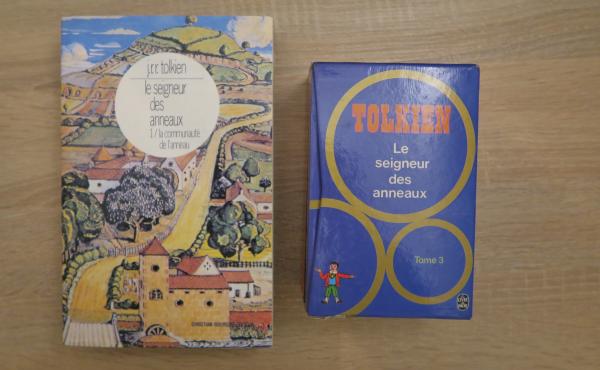 j.r.r. tolkien
le seigneur
des
anneaux
1/la communauté
de l'anneau
TOLKIEN
Le
seigneur
des
anneaux
Tome 3